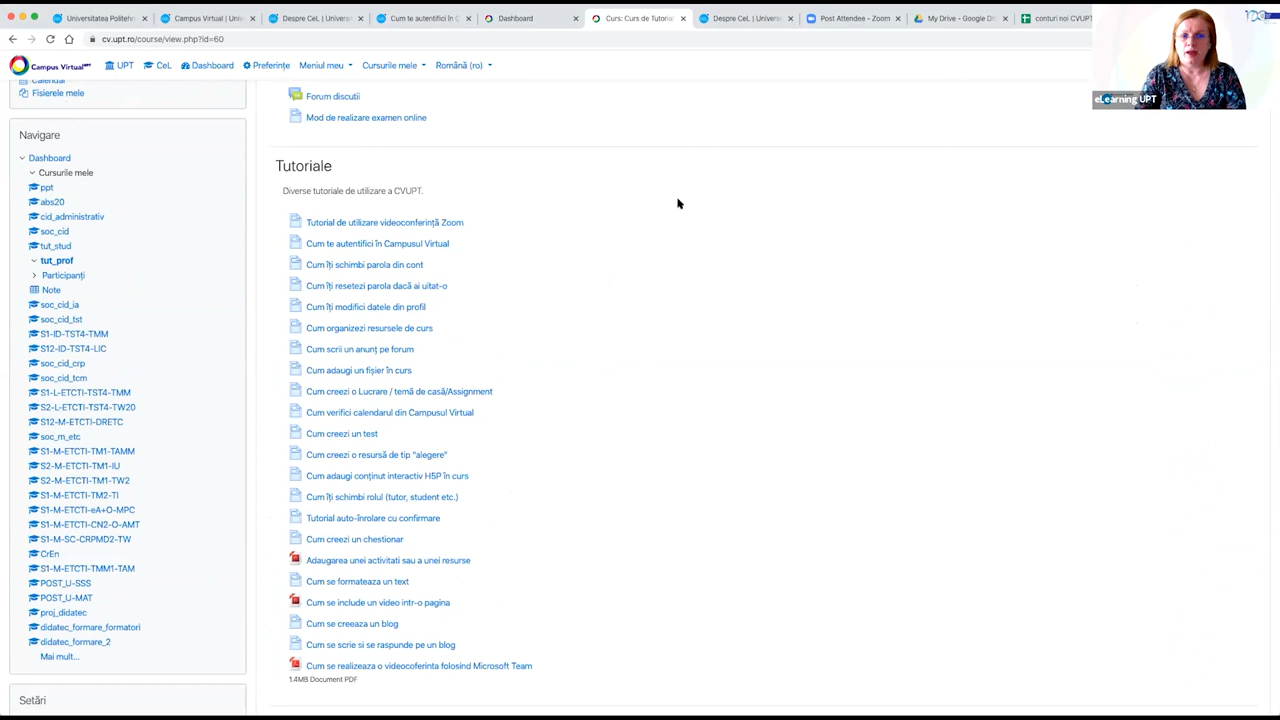 Universitatea Politehni
Campus Virtual | Uni
Despre CeL | Universi
Cum te autentifici în C
Dashboard
Curs: Curs de Tutorial
Despre CeL | Universi
Post Attendee - Zoom
My Drive - Google Dr
conturi noi CVUPT
cv.upt.ro/course/view.php?id=60
Campus Virtual UPT
UPT
CeL
Dashboard
Preferințe
Meniul meu
Cursurile mele
Română (ro)
eLearning UPT
Calendar
Fisierele mele
Navigare
Dashboard
Cursurile mele
ppt
abs20
cid_administrativ
soc_cid
tut_stud
tut_prof
Participanți
Note
soc_cid_ia
soc_cid_tst
S1-ID-TST4-TMM
S12-ID-TST4-LIC
soc_cid_crp
soc_cid_tcm
S1-L-ETCTI-TST4-TMM
S2-L-ETCTI-TST4-TW20
S12-M-ETCTI-DRETC
soc_m_etc
S1-M-ETCTI-TM1-TAMM
S2-M-ETCTI-TM1-IU
S2-M-ETCTI-TM1-TW2
S1-M-ETCTI-TM2-TI
S1-M-ETCTI-eA+O-MPC
S1-M-ETCTI-CN2-O-AMT
S1-M-SC-CRPMD2-TW
CrEn
S1-M-ETCTI-TMM1-TAM
POST_U-SSS
POST_U-MAT
proj_didatec
didatec_formare_formatori
didatec_formare_2
Mai mult...
Setări
Forum discutii
Mod de realizare examen online
Tutoriale
Diverse tutoriale de utilizare a CVUPT.
Tutorial de utilizare videoconferință Zoom
Cum te autentifici în Campusul Virtual
Cum îți schimbi parola din cont
Cum îți resetezi parola dacă ai uitat-o
Cum îți modifici datele din profil
Cum organizezi resursele de curs
Cum scrii un anunț pe forum
Cum adaugi un fișier în curs
Cum creezi o Lucrare / temă de casă/Assignment
Cum verifici calendarul din Campusul Virtual
Cum creezi un test
Cum creezi o resursă de tip "alegere"
Cum adaugi conținut interactiv H5P în curs
Cum îți schimbi rolul (tutor, student etc.)
Tutorial auto-înrolare cu confirmare
Cum creezi un chestionar
Adaugarea unei activitati sau a unei resurse
Cum se formateaza un text
Cum se include un video intr-o pagina
Cum se creeaza un blog
Cum se scrie si se raspunde pe un blog
Cum se realizeaza o videocoferinta folosind Microsoft Team
1.4MB Document PDF